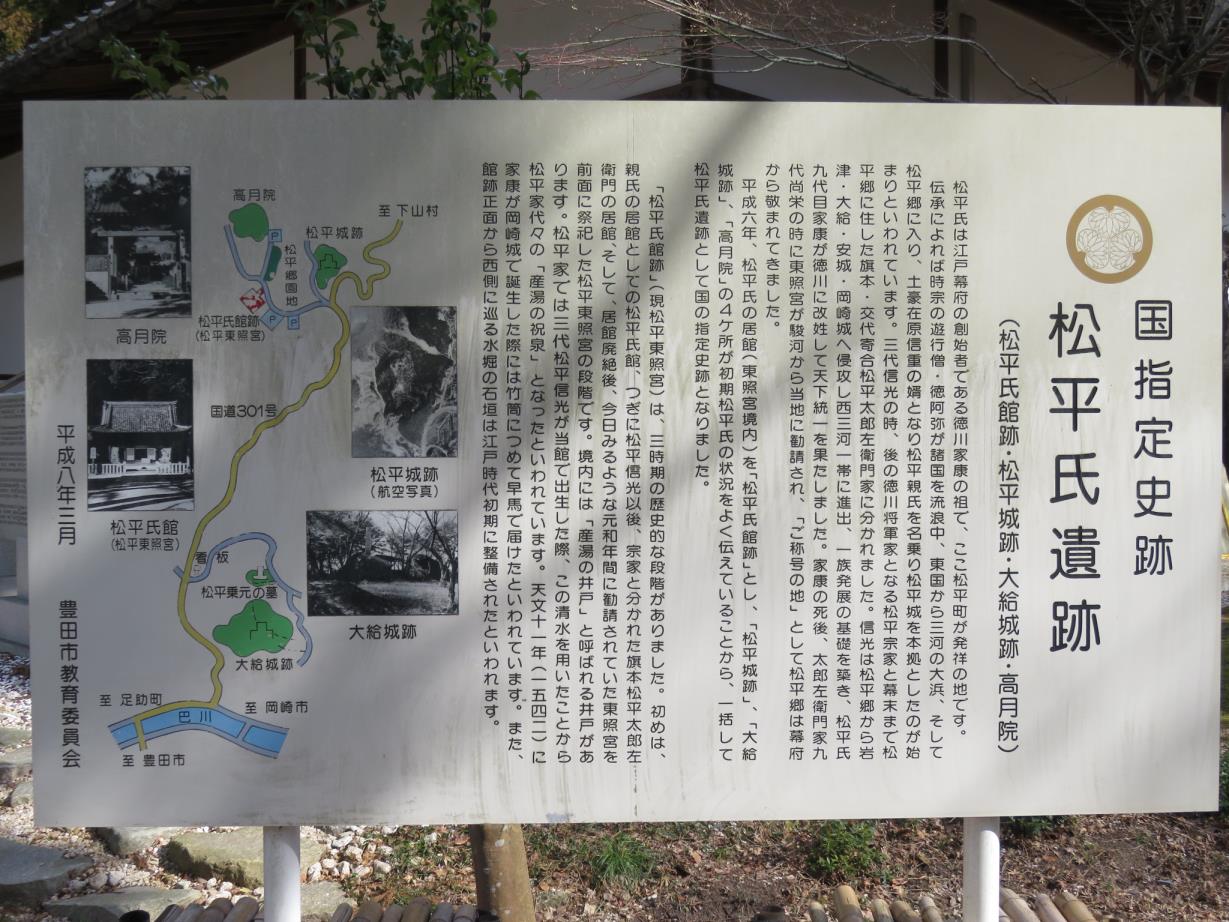 国指定史跡
松平氏遺跡
（松平氏館跡・松平城跡・大給城跡・高月院）
松平氏は江戸幕府の創始者である徳川家康の祖で、ここ松平町が発祥の地です。
伝承によれば時宗の遊行僧・徳阿弥が諸国を流浪中、東国から三河の大浜、そして
松平郷に入り、土豪在原信重の婿となり松平親氏を名乗り松平城を本拠としたのが始
まりといわれています。三代信光の時、後の徳川将軍家となる松平宗家と幕末まで松
平郷に住した旗本・交代寄合松平太郎左衛門家に分かれました。信光は松平郷から岩
津・大給・安城・岡崎城へ侵攻し西三河一帯に進出、一族発展の基礎を築き、松平氏
九代目家康が徳川に改姓して天下統一を果たしました。家康の死後、太郎左衛門家九
代尚栄の時に東照宮が駿河から当地に勧請され、「ご称号の地」として松平郷は幕府
から敬まれてきました。
平成六年、松平氏の居館（東照宮境内）を「松平氏館跡」とし、「松平城跡」、「大給
城跡」、「高月院」の4ケ所が初期松平氏の状況をよく伝えていることから、一括して
松平氏遺跡として国の指定史跡となりました。
「松平氏館跡」（現松平東照宮）は、三時期の歴史的な段階がありました。初めは、
親氏の居館としての松平氏館、つぎに松平信光以後、宗家と分かれた旗本松平太郎左
衛門の居館、そして、居館廃絶後、今日みるような元和年間に勧請されていた東照宮を
前面に祭祀した松平東照宮の段階です。境内には「産湯の井戸」と呼ばれる井戸があ
ります。松平家では三代松平信光が当館で出生した際、この清水を用いたことから
松平家代々の「産湯の祝泉」となったといわれています。天文十一年（一五四二）に
家康が岡崎城で誕生した際には竹筒につめて早馬で届けたといわれています。また、
館跡正面から西側に巡る水堀の石垣は江戸時代初期に整備されたといわれます。
至 下山村
松平城跡
高月院
P
松平郷園地
松平氏館跡
（松平東照宮）
P
P
国道301号
看板
松平乗元の墓
大給城跡
至 足助町
巴川
至 岡崎市
至 豊田市
松平城跡
（航空写真）
大給城跡
高月院
松平氏館
（松平東照宮）
平成八年三月　豊田市教育委員会